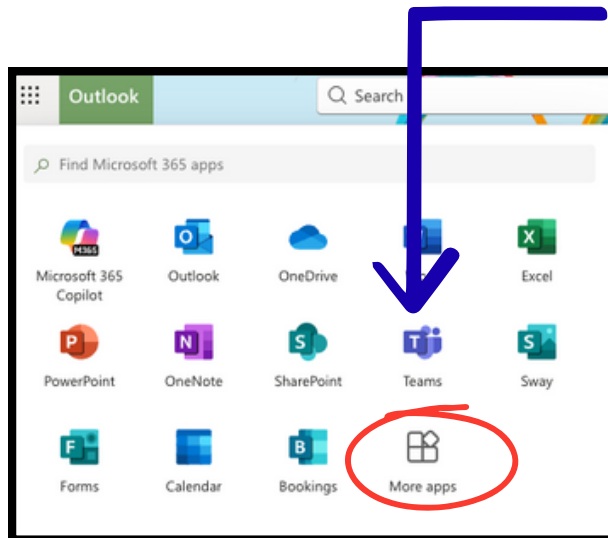 Outlook
Search
Find Microsoft 365 apps
M365
Microsoft 365 Copilot
Outlook
OneDrive
Excel
PowerPoint
OneNote
SharePoint
Teams
Sway
Forms
Calendar
Bookings
More apps